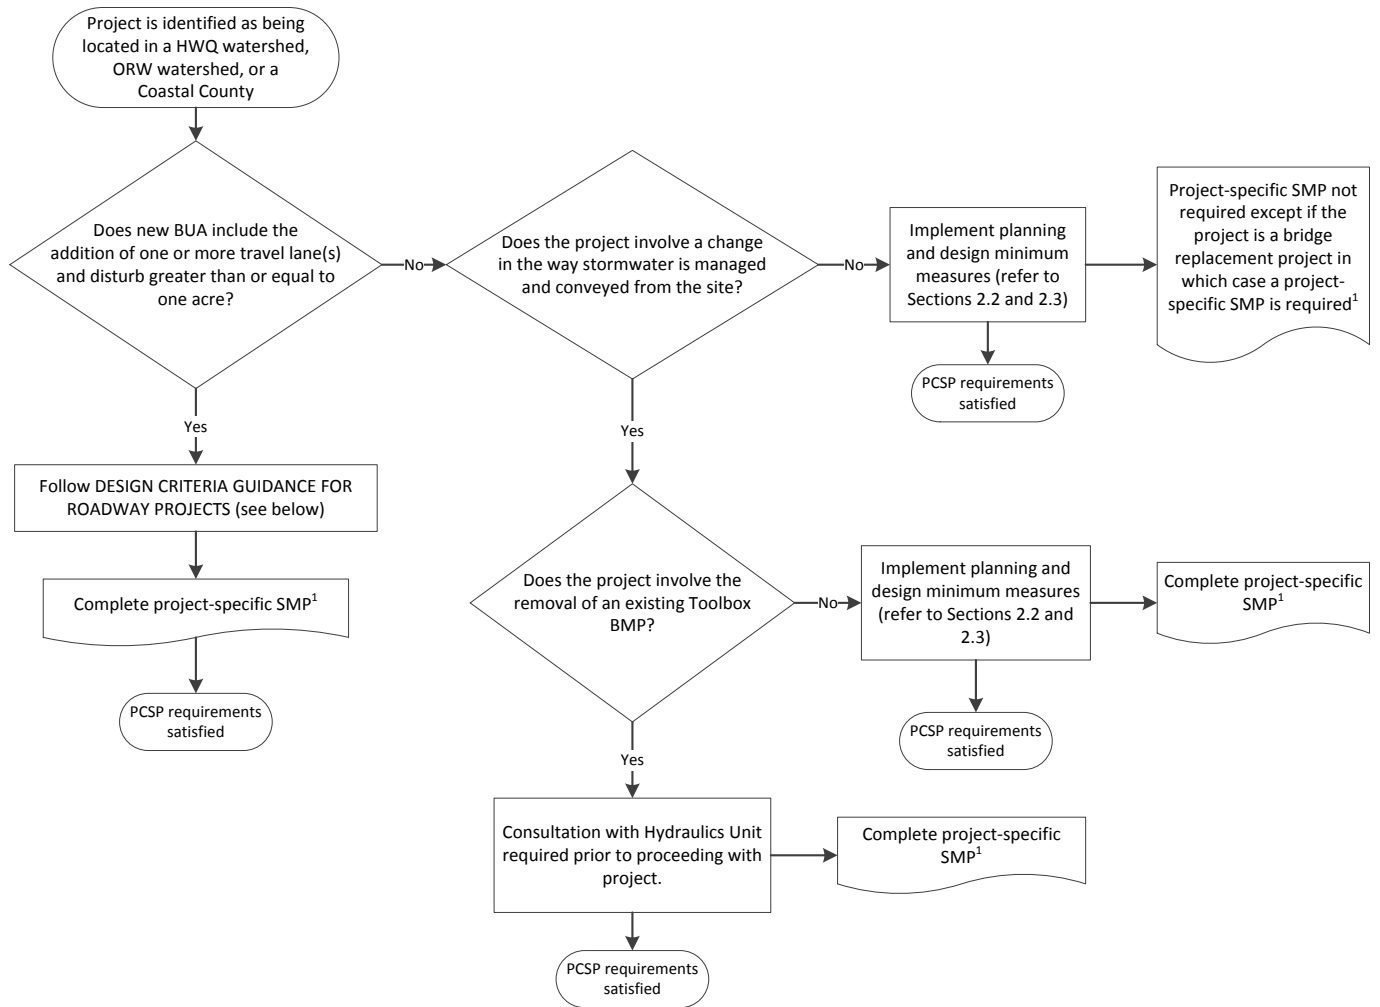 Project is identified as being
located in a HWQ watershed,
ORW watershed, or a
Coastal County
Does new BUA include the
addition of one or more travel lane(s)
and disturb greater than or equal to
one acre?
No
Does the project involve a change
in the way stormwater is managed
and conveyed from the site?
No
Implement planning
and design minimum
measures (refer to
Sections 2.2 and 2.3)
Project-specific SMP not
required except if the
project is a bridge
replacement project in
which case a project-
specific SMP is required1
PCSP requirements
satisfied
Yes
Yes
Follow DESIGN CRITERIA GUIDANCE FOR
ROADWAY PROJECTS (see below)
Complete project-specific SMP1
PCSP requirements
satisfied
Does the project involve the
removal of an existing Toolbox
BMP?
No
Implement planning and
design minimum measures
(refer to Sections 2.2 and
2.3)
Complete project-specific
SMP1
PCSP requirements
satisfied
Yes
Consultation with Hydraulics Unit
required prior to proceeding with
project.
Complete project-specific
SMP1
PCSP requirements
satisfied